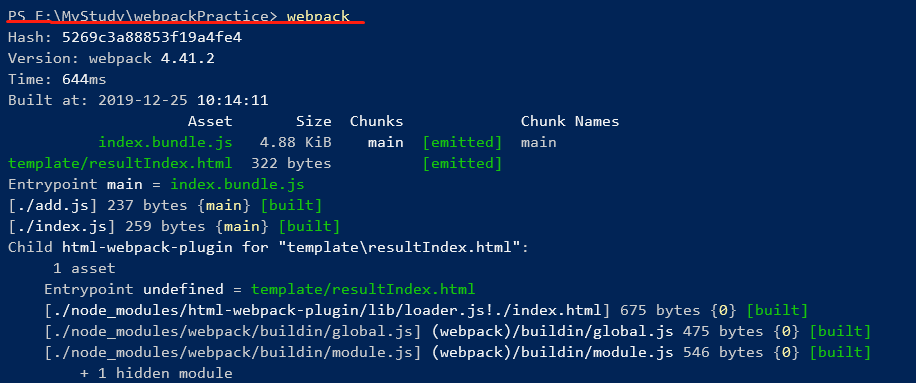 PS E:\MyStudy\webpackPractice> webpack
Hash: 5269c3a88853f19a4fe4
Version: webpack 4.41.2
Time: 644ms
Built at: 2019-12-25 10:14:11
Asset Size Chunks Chunk Names
index.bundle.js 4.88 KiB main [emitted] main
template/resultIndex.html 322 bytes [emitted]
Entrypoint main = index.bundle.js
[./add.js] 237 bytes {main} [built]
[./index.js] 259 bytes {main} [built]
Child html-webpack-plugin for "template\resultIndex.html":
1 asset
Entrypoint undefined = template/resultIndex.html
[./node_modules/html-webpack-plugin/lib/loader.js!./index.html] 675 bytes {0} [built]
[./node_modules/webpack/buildin/global.js] (webpack)/buildin/global.js 475 bytes {0} [built]
[./node_modules/webpack/buildin/module.js] (webpack)/buildin/module.js 546 bytes {0} [built]
+ 1 hidden module